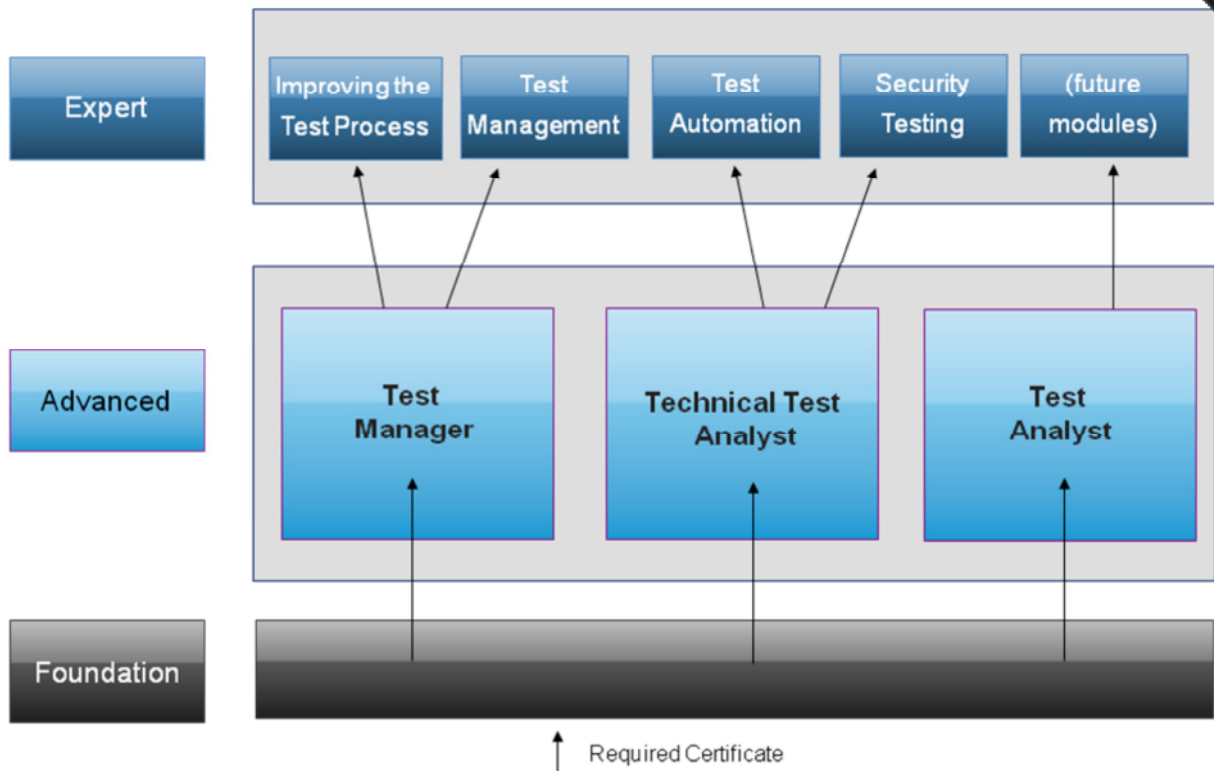 Expert
Improving the
Test Process
Test
Management
Test
Automation
Security
Testing
(future
modules)
Advanced
Test
Manager
Technical Test
Analyst
Test
Analyst
Foundation
Required Certificate